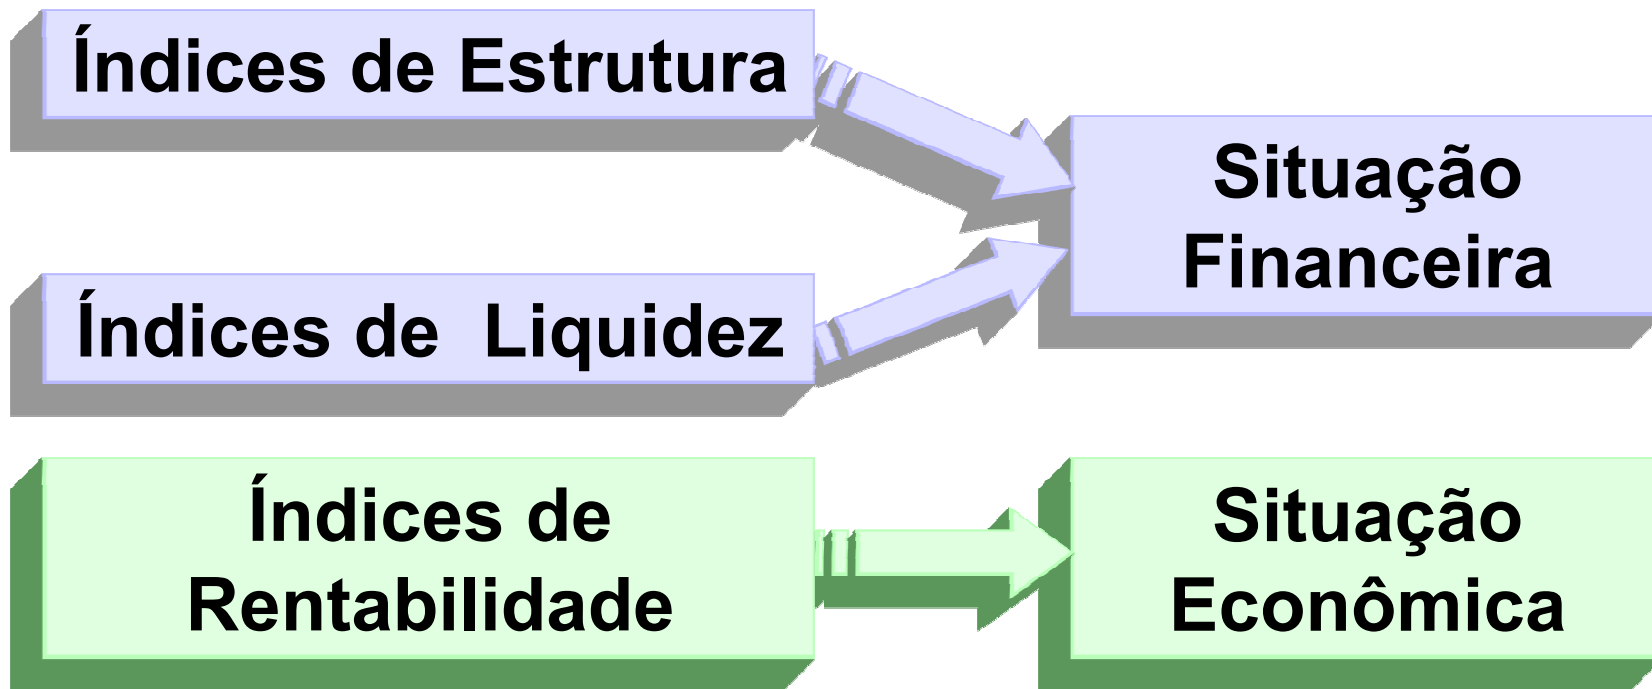 Índices de Estrutura
Situação
Financeira
Índices de Liquidez
Índices de
Rentabilidade
Situação
Econômica